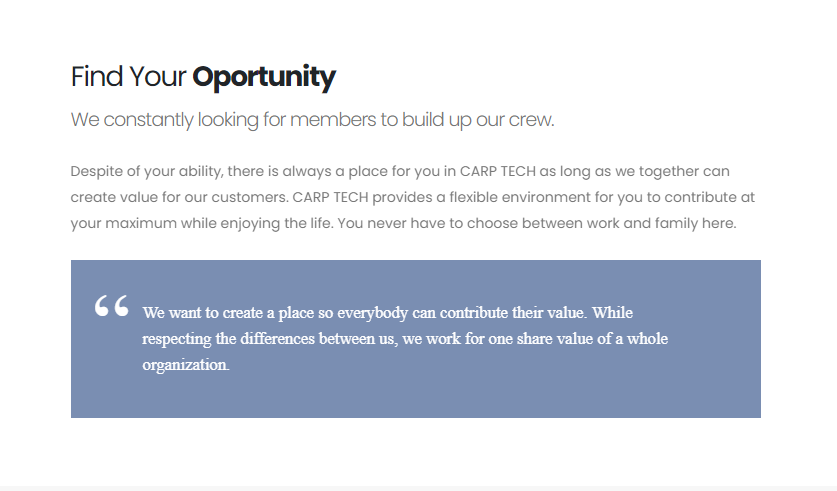 Find Your Oportunity
We constantly looking for members to build up our crew.
Despite of your ability, there is always a place for you in CARP TECH as long as we together can
create value for our customers. CARP TECH provides a flexible environment for you to contribute at
your maximum while enjoying the life. You never have to choose between work and family here.
“ We want to create a place so everybody can contribute their value. While
respecting the differences between us, we work for one share value of a whole
organization.